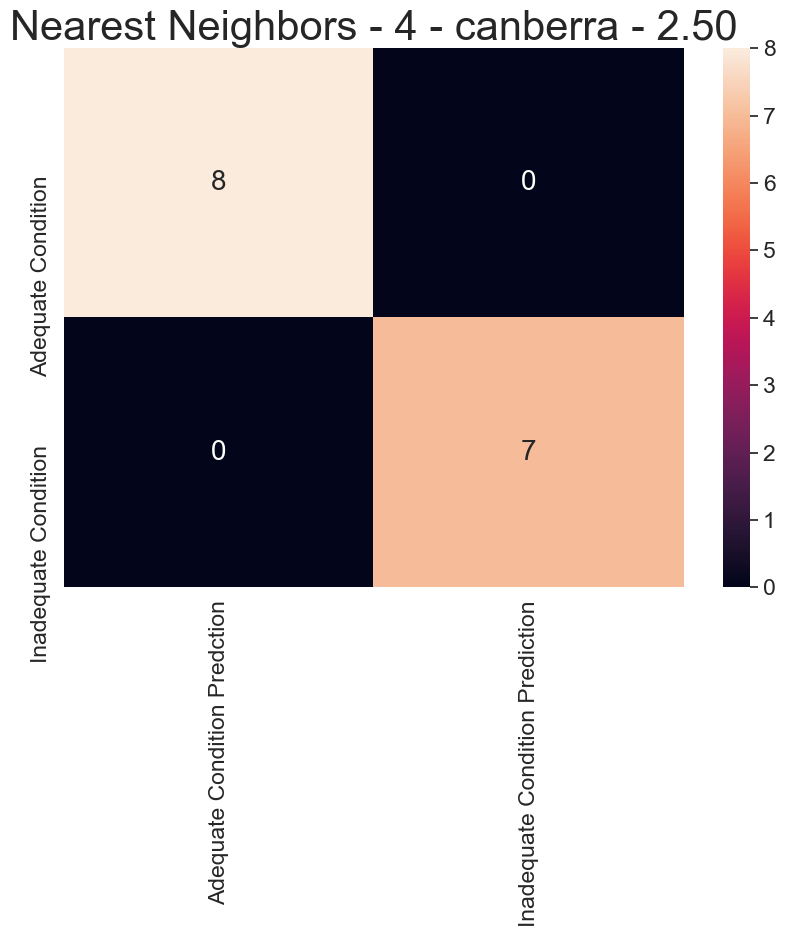 Nearest Neighbors - 4 - canberra - 2.50
Adequate Condition
Inadequate Condition
8
0
0
7
Adequate Condition Predction
Inadequate Condition Prediction
8
7
6
5
4
3
2
1
0